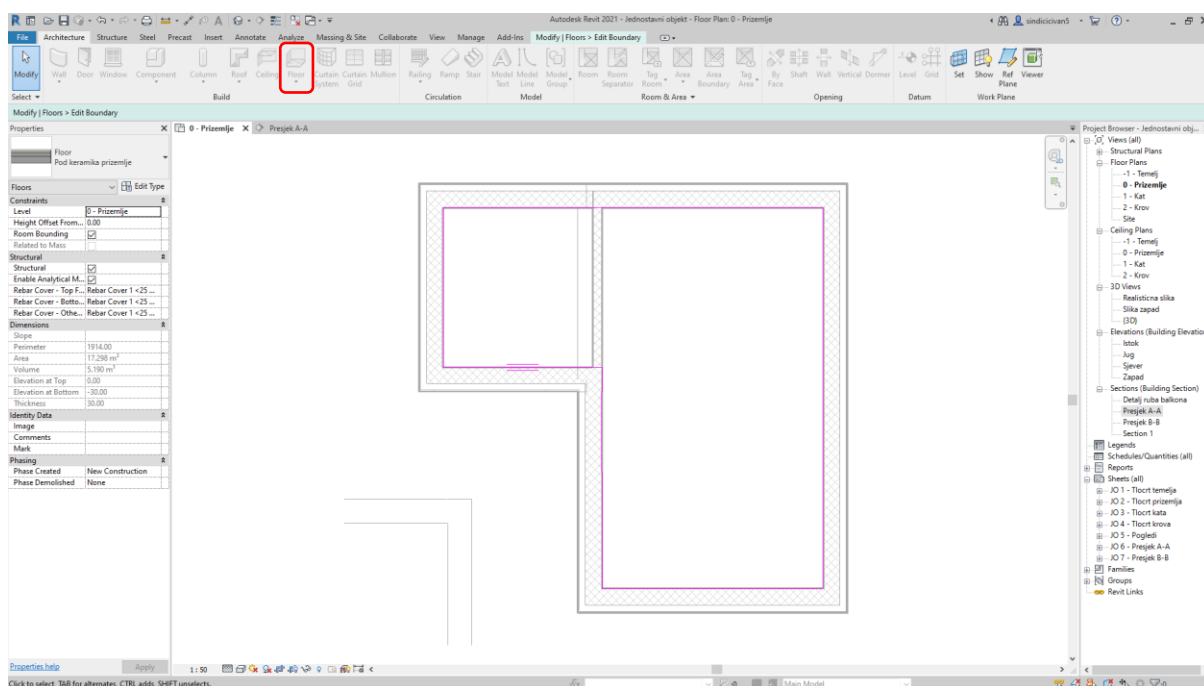 Autodesk Revit 2021 - Jednostavni objekt - Floor Plan: 0 - Prizemlje
sindicicivan5
File Architecture Structure Steel Precast Insert Annotate Analyze Massing & Site Collaborate View Manage Add-Ins Modify | Floors > Edit Boundary
Modify Wall Door Window Component Column Roof Ceiling Floor Curtain System Curtain Grid Mullion Railing Ramp Stair Model Text Model Line Model Group Room Room Separator Tag Room Area Area Boundary Tag Area By Face Shaft Wall Vertical Dormer Level Grid Set Show Ref Plane Viewer
Select Build Circulation Model Room & Area Opening Datum Work Plane
Modify | Floors > Edit Boundary
Properties
Floor
Pod keramika prizemlje
Floors Edit Type
Constraints
Level 0 - Prizemlje
Height Offset From... 0.00
Room Bounding
Related to Mass
Structural
Structural
Enable Analytical M...
Rebar Cover - Top F... Rebar Cover 1 <25 ...
Rebar Cover - Botto... Rebar Cover 1 <25 ...
Rebar Cover - Othe... Rebar Cover 1 <25 ...
Dimensions
Slope
Perimeter 1914.00
Area 17.298 m²
Volume 5.190 m³
Elevation at Top 0.00
Elevation at Bottom -30.00
Thickness 30.00
Identity Data
Image
Comments
Mark
Phasing
Phase Created New Construction
Phase Demolished None
Properties help Apply
0 - Prizemlje Presjek A-A
1 : 50
Project Browser - Jednostavni obj...
Views (all)
Structural Plans
Floor Plans
-1 - Temelj
0 - Prizemlje
1 - Kat
2 - Krov
Site
Ceiling Plans
-1 - Temelj
0 - Prizemlje
1 - Kat
2 - Krov
3D Views
Realisticna slika
Slika zapad
{3D}
Elevations (Building Elevation
Istok
Jug
Sjever
Zapad
Sections (Building Section)
Detalj ruba balkona
Presjek A-A
Presjek B-B
Section 1
Legends
Schedules/Quantities (all)
Reports
Sheets (all)
JO 1 - Tlocrt temelja
JO 2 - Tlocrt prizemlja
JO 3 - Tlocrt kata
JO 4 - Tlocrt krova
JO 5 - Pogledi
JO 6 - Presjek A-A
JO 7 - Presjek B-B
Families
Groups
Revit Links
Click to select, TAB for alternates, CTRL adds, SHIFT unselects.
Main Model